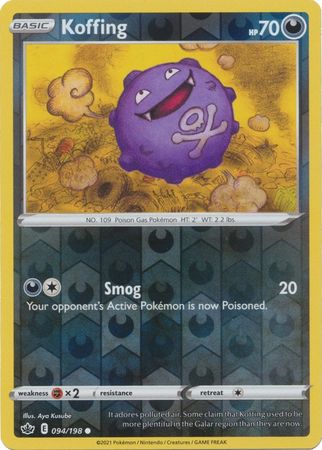 BASIC Koffing HP 70
NO. 109 Poison Gas Pokémon HT: 2' WT: 2.2 lbs.
Smog 20
Your opponent's Active Pokémon is now Poisoned.
weakness ×2 resistance retreat
Illus. Aya Kusube
It adores polluted air. Some claim that Koffing used to be
more plentiful in the Galar region than they are now.
E 094/198
©2021 Pokémon / Nintendo / Creatures / GAME FREAK